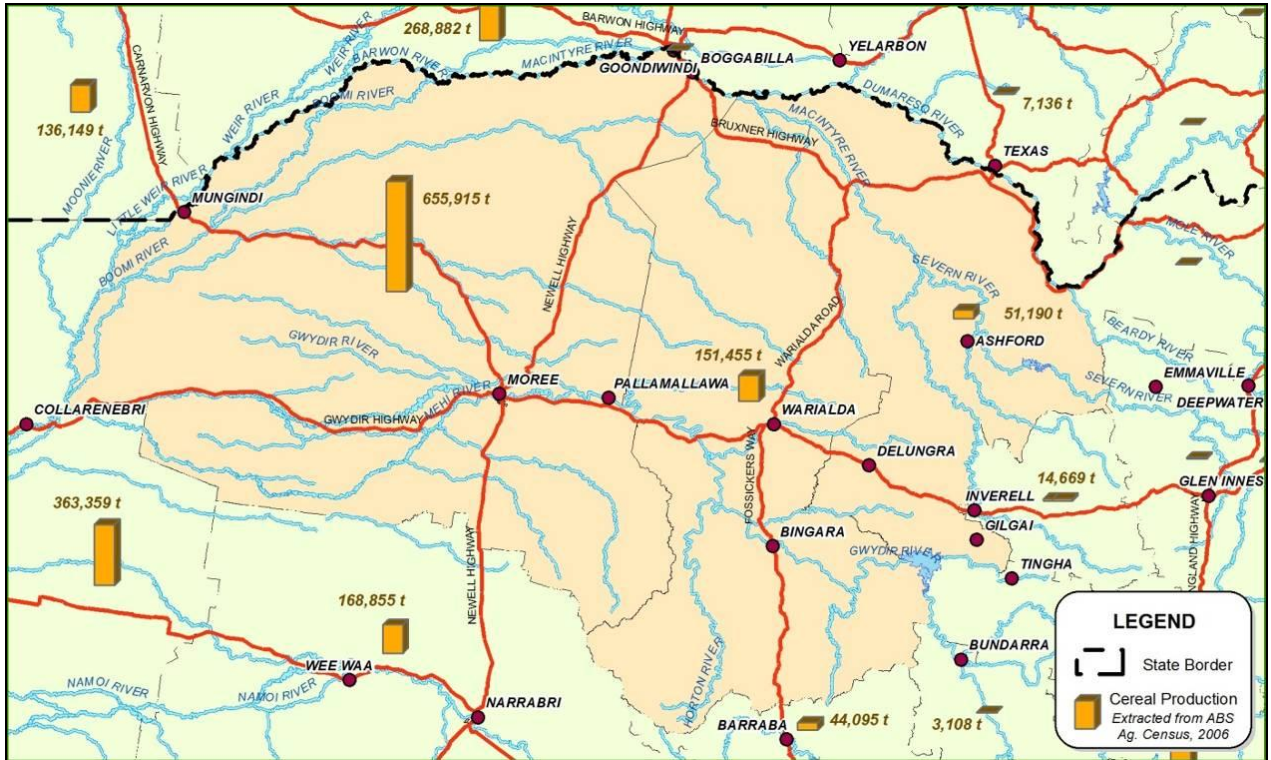 268,882 t
BARWON HIGHWAY
WEIR RIVER
BARWON RIVER
MACINTYRE RIVER
GOONDIWINDI
BOGGABILLA
YELARBON
CARNARVON HIGHWAY
136,149 t
WEIR RIVER
BOOMI RIVER
DUMARESQ RIVER
7,136 t
MACINTYRE RIVER
BRUXNER HIGHWAY
TEXAS
MOONIE RIVER
LITTLE WEIR RIVER
MUNGINDI
655,915 t
BOOMI RIVER
NEWELL HIGHWAY
MOLE RIVER
SEVERN RIVER
51,190 t
ASHFORD
BEARDY RIVER
GWYDIR RIVER
151,455 t
WARIALDA ROAD
MOREE
PALLAMALLAWA
EMMAVILLE
SEVERN RIVER
DEEPWATER
COLLARENEBRI
GWYDIR HIGHWAY
MEHI RIVER
WARIALDA
DELUNGRA
FOSSICKERS WAY
14,669 t
GLEN INNES
INVERELL
GILGAI
363,359 t
BINGARA
GWYDIR RIVER
TINGHA
NGLAND HIGHWAY
NEWELL HIGHWAY
168,855 t
WEE WAA
NAMOI RIVER
NAMOI RIVER
NARRABRI
HORTON RIVER
BARRABA
44,095 t
BUNDARRA
3,108 t
LEGEND
State Border
Cereal Production
Extracted from ABS
Ag. Census, 2006